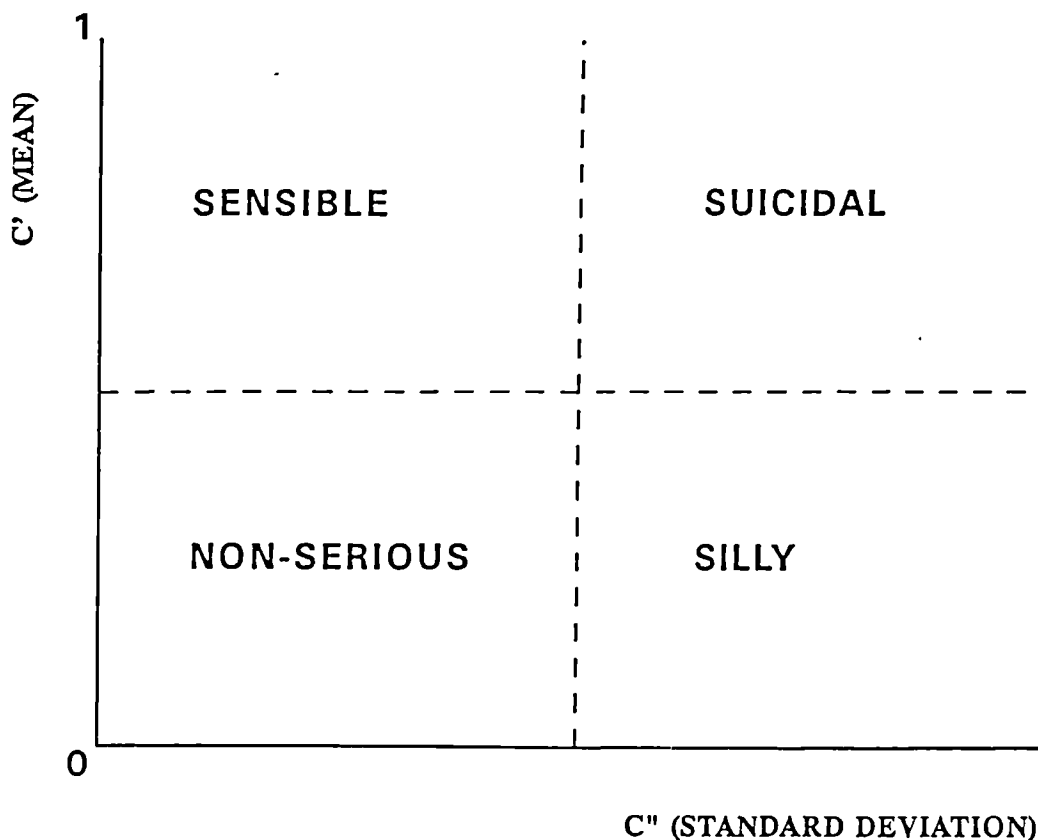 1
C' (MEAN)
SENSIBLE
SUICIDAL
NON-SERIOUS
SILLY
0
C" (STANDARD DEVIATION)